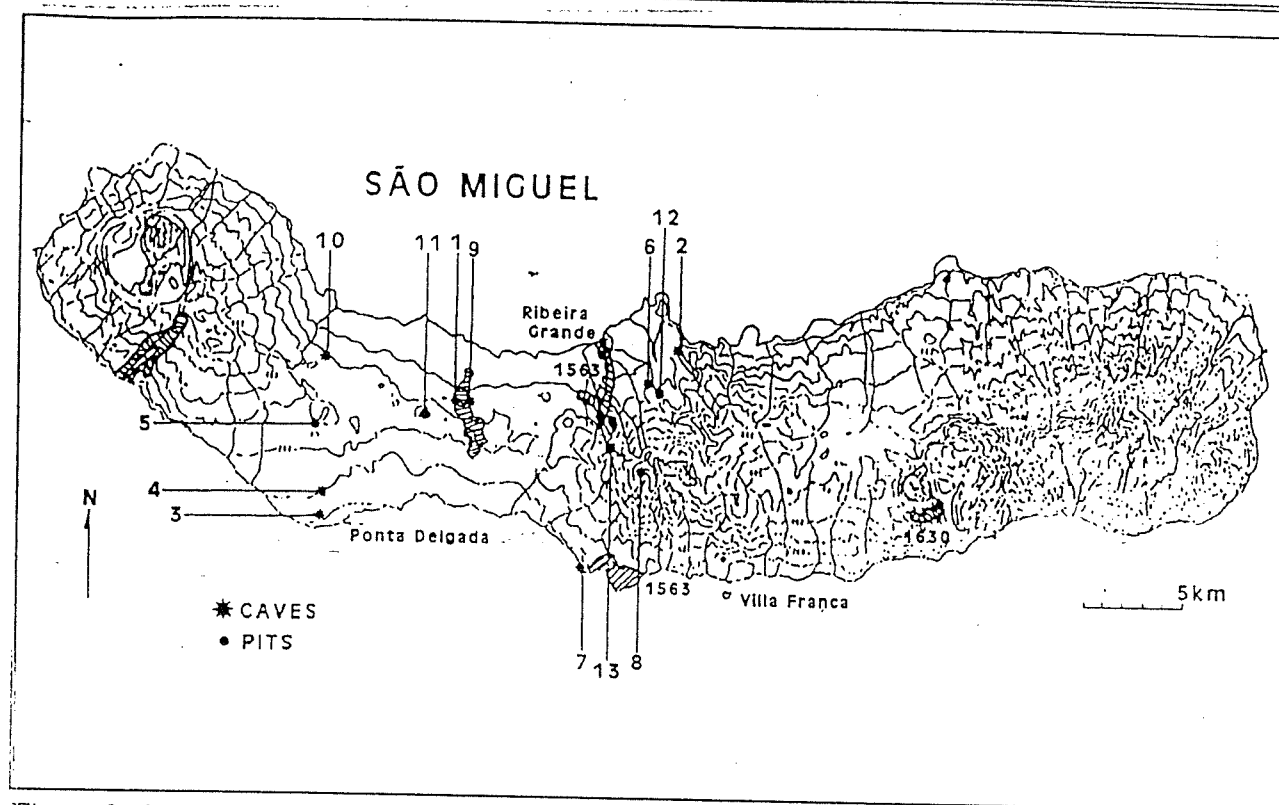 SÃO MIGUEL
12
10
11
1
9
6
2
Ribeira
Grande
1563
5
4
3
N
Ponta Delgada
1563
Villa Franca
1630
5km
CAVES
PITS
7
13
8